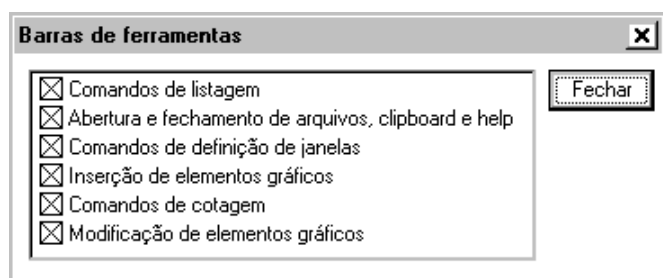 Barras de ferramentas
Comandos de listagem
Fechar
Abertura e fechamento de arquivos, clipboard e help
Comandos de definição de janelas
Inserção de elementos gráficos
Comandos de cotagem
Modificação de elementos gráficos